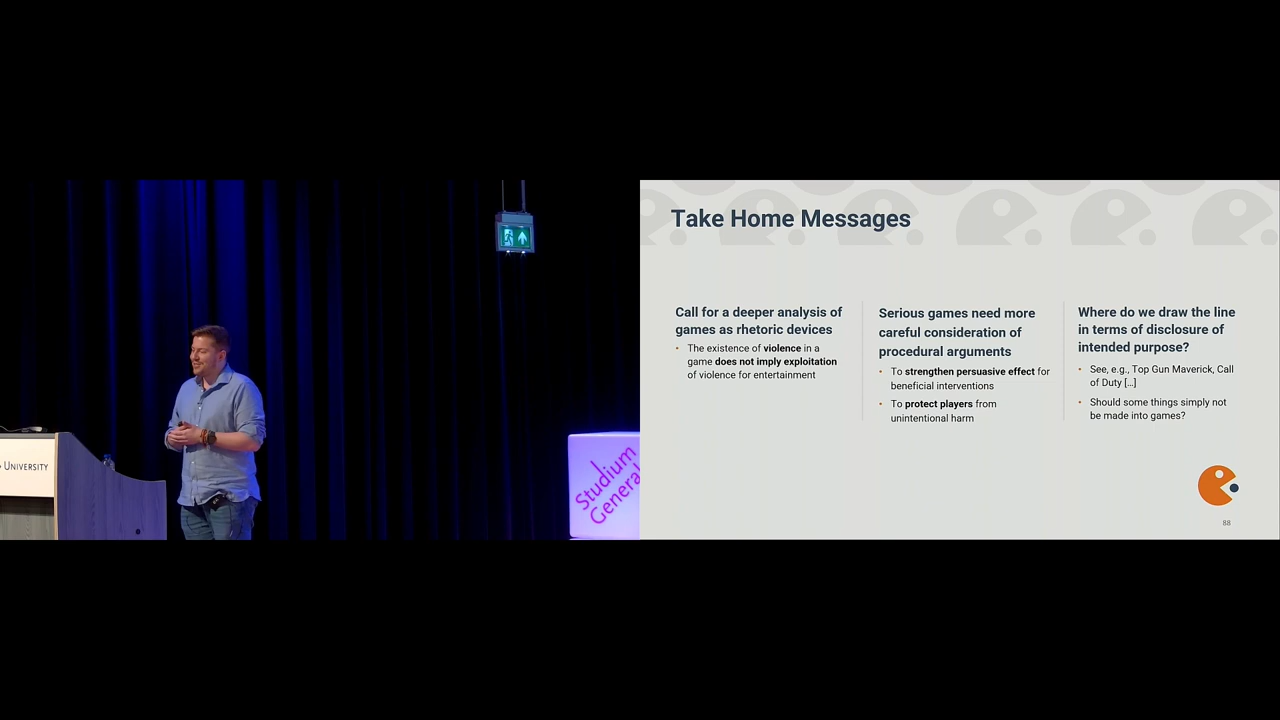 UNIVERSITY
Studium
General
Take Home Messages
Call for a deeper analysis of
games as rhetoric devices
• The existence of violence in a
game does not imply exploitation
of violence for entertainment
Serious games need more
careful consideration of
procedural arguments
• To strengthen persuasive effect for
beneficial interventions
• To protect players from
unintentional harm
Where do we draw the line
in terms of disclosure of
intended purpose?
• See, e.g., Top Gun Maverick, Call
of Duty […]
• Should some things simply not
be made into games?
88